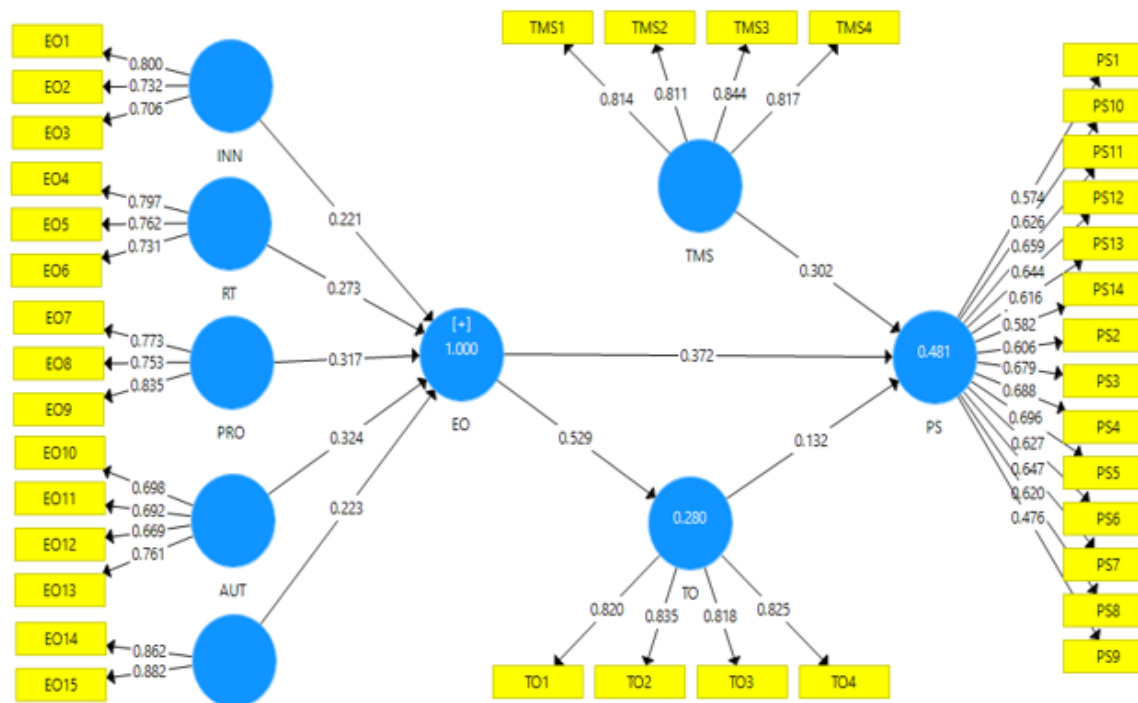 EO1
EO2
EO3
0.800
0.732
0.706
INN
EO4
EO5
EO6
0.797
0.762
0.731
RT
EO7
EO8
EO9
0.773
0.753
0.835
PRO
EO10
EO11
EO12
EO13
0.698
0.692
0.669
0.761
AUT
EO14
EO15
0.862
0.882
0.221
0.273
0.317
0.324
0.223
[+]
1.000
EO
TMS1
TMS2
TMS3
TMS4
0.814
0.811
0.844
0.817
TMS
0.302
0.372
0.529
0.132
0.280
TO
0.820
0.835
0.818
0.825
TO1
TO2
TO3
TO4
0.481
PS
0.574
0.626
0.659
0.644
0.616
0.582
0.606
0.679
0.688
0.696
0.627
0.647
0.620
0.476
PS1
PS10
PS11
PS12
PS13
PS14
PS2
PS3
PS4
PS5
PS6
PS7
PS8
PS9